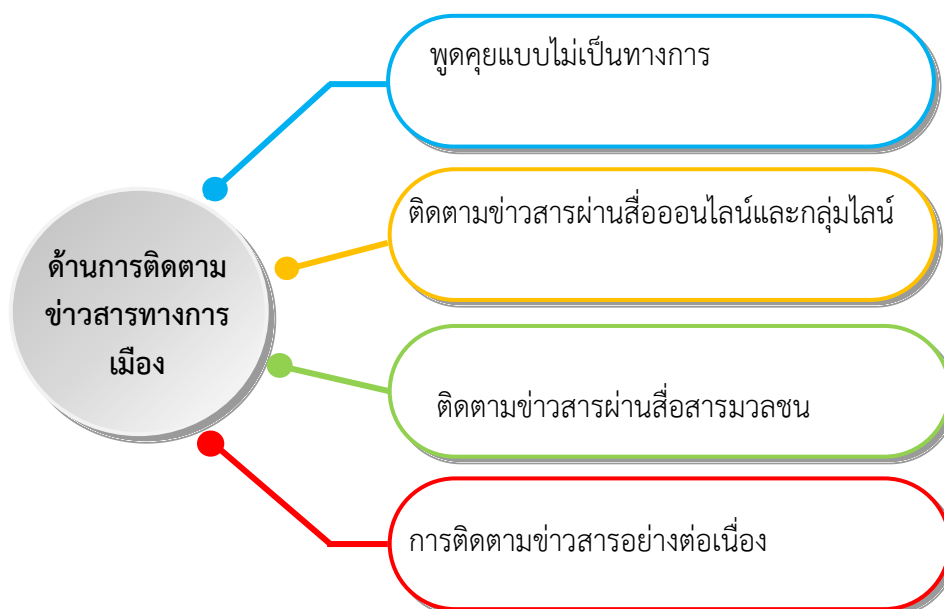 พูดคุยแบบไม่เป็นทางการ
ติดตามข่าวสารผ่านสื่อออนไลน์และกลุ่มไลน์
ด้านการติดตาม
ข่าวสารทางการ
เมือง
ติดตามข่าวสารผ่านสื่อสารมวลชน
การติดตามข่าวสารอย่างต่อเนื่อง